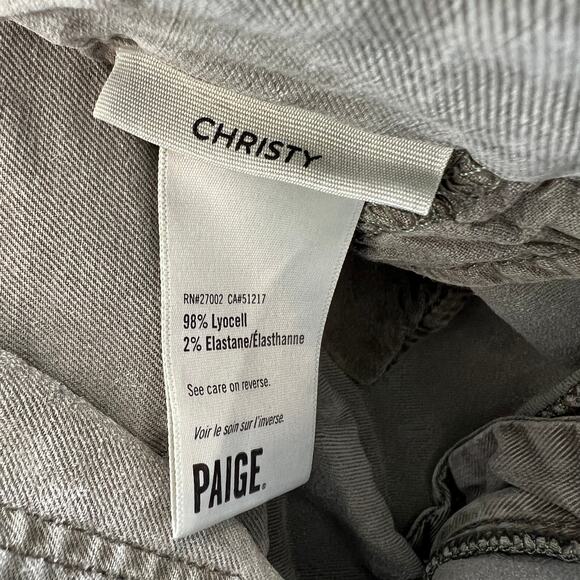 CHRISTY
RN#27002 CA#51217
98% Lyocell
2% Elastane/Élasthanne
See care on reverse.
Voir le soin sur l'inverse.
PAIGE®